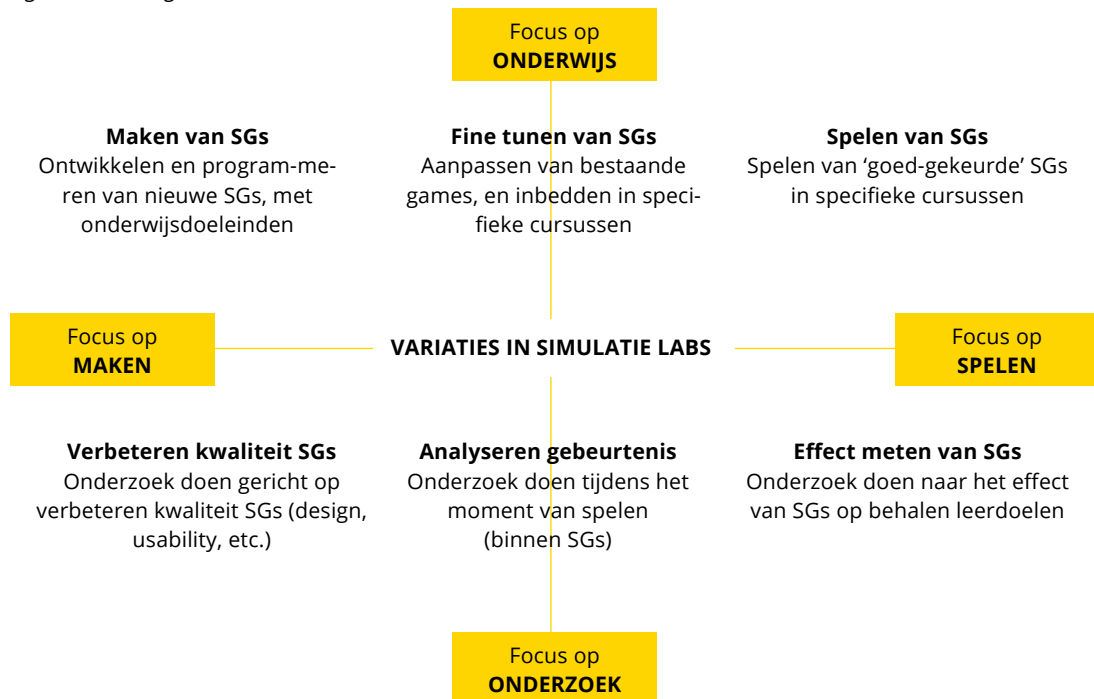 Focus op
ONDERWIJS
Maken van SGs
Ontwikkelen en program-me-
ren van nieuwe SGs, met
onderwijsdoeleinden
Fine tunen van SGs
Aanpassen van bestaande
games, en inbedden in speci-
fieke cursussen
Spelen van SGs
Spelen van ‘goed-gekeurde’ SGs
in specifieke cursussen
Focus op
MAKEN
VARIATIES IN SIMULATIE LABS
Focus op
SPELEN
Verbeteren kwaliteit SGs
Onderzoek doen gericht op
verbeteren kwaliteit SGs (design,
usability, etc.)
Analyseren gebeurtenis
Onderzoek doen tijdens het
moment van spelen
(binnen SGs)
Effect meten van SGs
Onderzoek doen naar het effect
van SGs op behalen leerdoelen
Focus op
ONDERZOEK